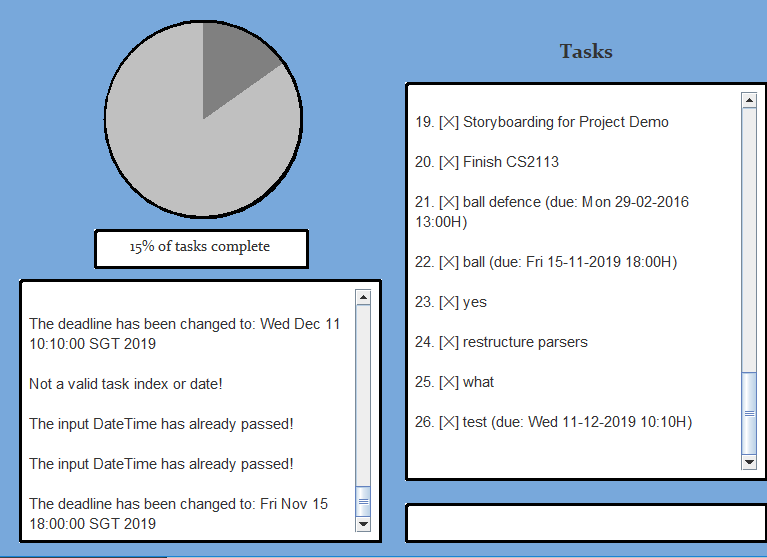 15% of tasks complete
The deadline has been changed to: Wed Dec 11
10:10:00 SGT 2019
Not a valid task index or date!
The input DateTime has already passed!
The input DateTime has already passed!
The deadline has been changed to: Fri Nov 15
18:00:00 SGT 2019
Tasks
19. [X] Storyboarding for Project Demo
20. [X] Finish CS2113
21. [X] ball defence (due: Mon 29-02-2016
13:00H)
22. [X] ball (due: Fri 15-11-2019 18:00H)
23. [X] yes
24. [X] restructure parsers
25. [X] what
26. [X] test (due: Wed 11-12-2019 10:10H)